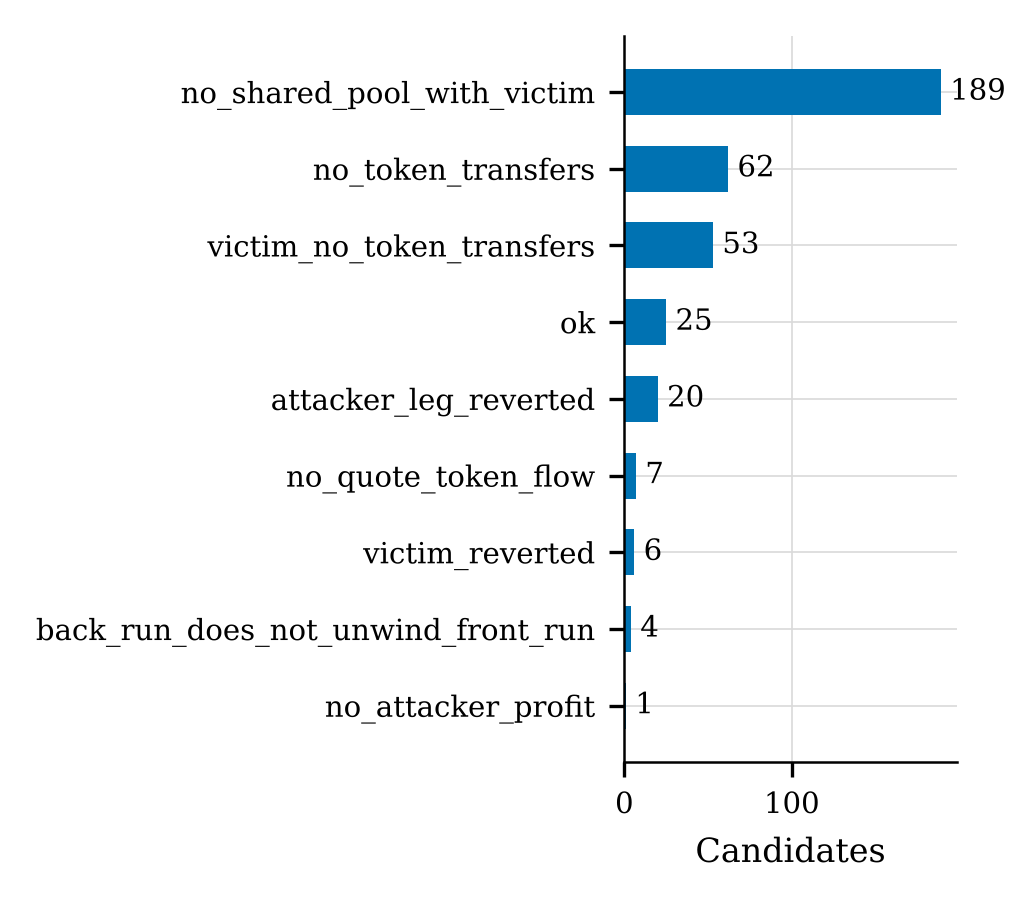 no_shared_pool_with_victim 189
no_token_transfers 62
victim_no_token_transfers 53
ok 25
attacker_leg_reverted 20
no_quote_token_flow 7
victim_reverted 6
back_run_does_not_unwind_front_run 4
no_attacker_profit 1
0 100
Candidates